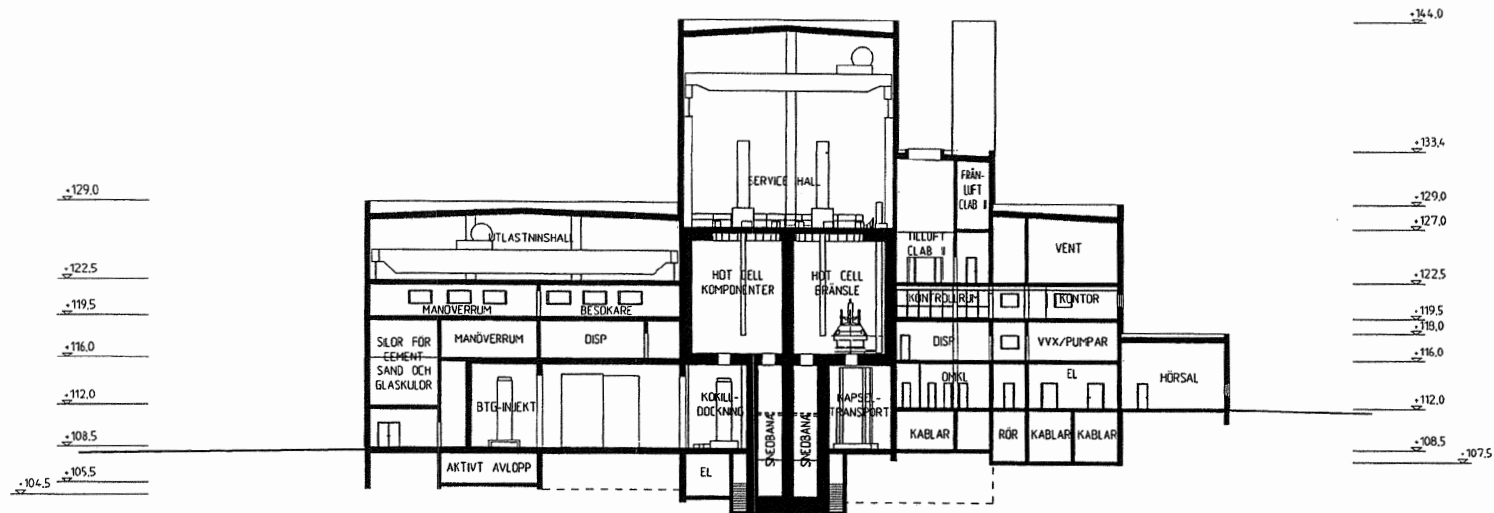 +144,0
+133,4
+129,0
+129,0
+127,0
+122,5
+122,5
+119,5
+119,5
+118,0
+116,0
+116,0
+112,0
+112,0
+108,5
+108,5
+107,5
+105,5
+104,5
SERVICE HALL
FRÅN-
LUFT
CLAB II
UTLASTNINSHALL
TILLUFT
CLAB II
VENT
HOT CELL
KOMPONENTER
HOT CELL
BRÄNSLE
MANÖVERRUM
BESÖKARE
KONTROLLRUM
KONTOR
SILOR FÖR
CEMENT
SAND OCH
GLASKULOR
MANÖVERRUM
DISP
DISP
VVX/PUMPAR
BTG-INJEKT
KOKILL-
DOCKNING
SNEDBANA
SNEDBANA
KAPSEL-
TRANSPORT
OMKL
EL
HÖRSAL
KABLAR
RÖR
KABLAR
KABLAR
AKTIVT AVLOPP
EL